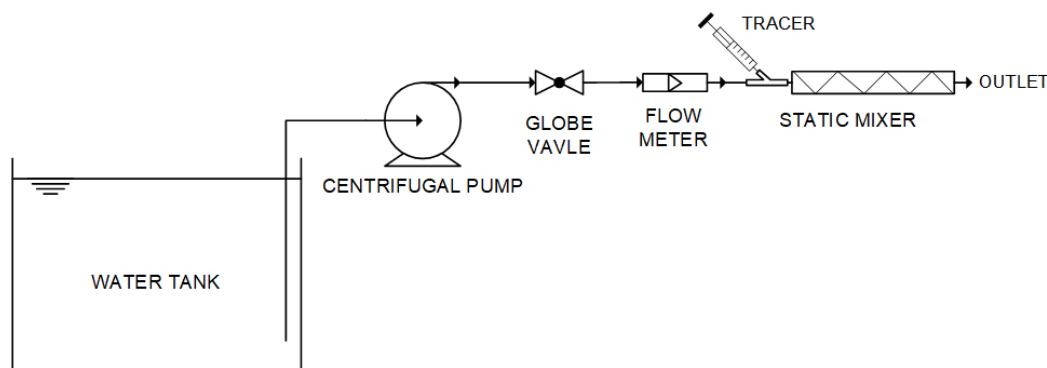 TRACER
OUTLET
GLOBE
VAVLE
FLOW
METER
STATIC MIXER
CENTRIFUGAL PUMP
WATER TANK